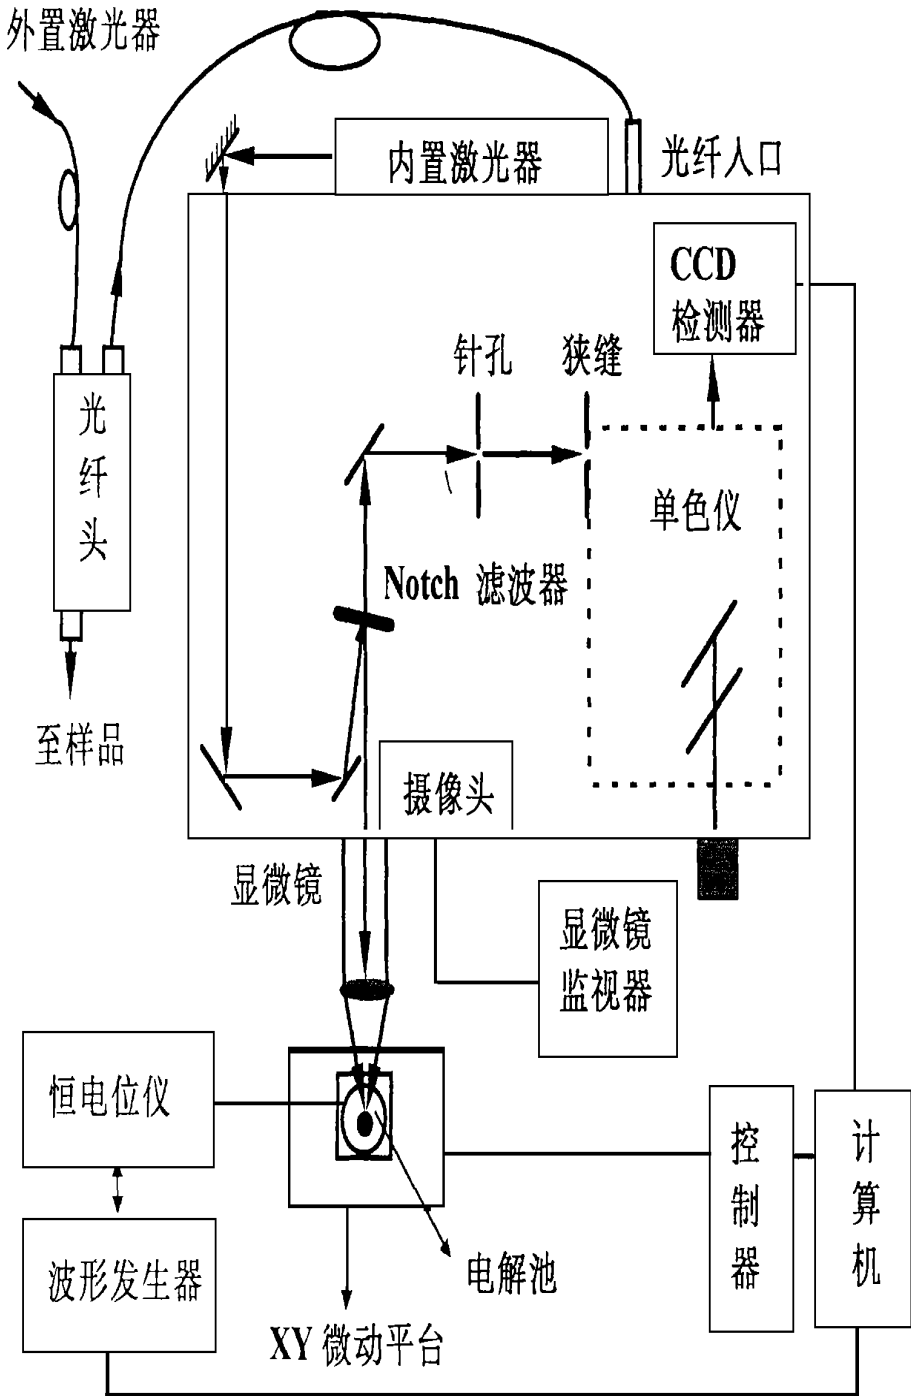 外置激光器
内置激光器
光纤入口
CCD
检测器
针孔
狭缝
光
纤
头
单色仪
Notch 滤波器
至样品
摄像头
显微镜
显微镜
监视器
恒电位仪
控
制
器
计
算
机
波形发生器
电解池
XY 微动平台